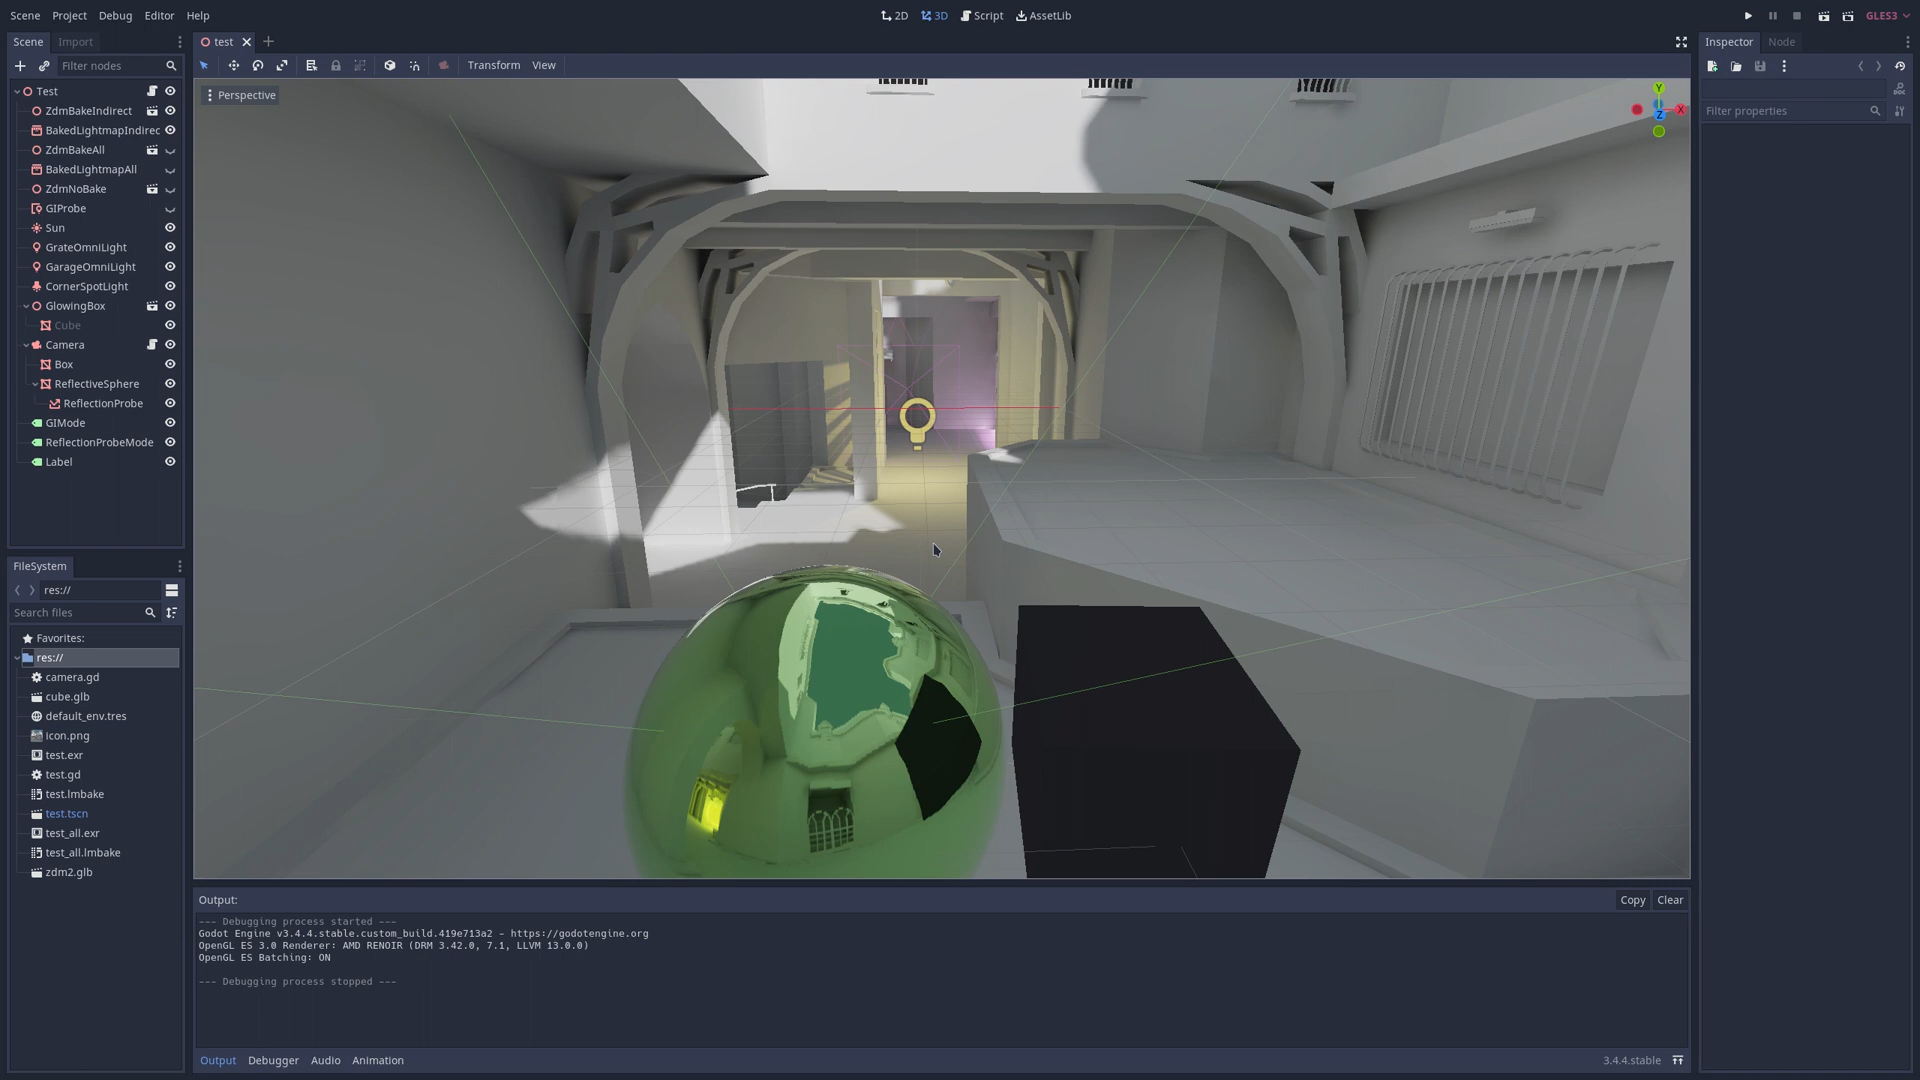 Scene Project Debug Editor Help
2D 3D Script AssetLib
GLES3
Scene Import
test
Inspector Node
Filter nodes
Transform View
Perspective
Y
X
Z
Filter properties
Test
ZdmBakeIndirect
BakedLightmapIndirec
ZdmBakeAll
BakedLightmapAll
ZdmNoBake
GIProbe
Sun
GrateOmniLight
GarageOmniLight
CornerSpotLight
GlowingBox
Cube
Camera
Box
ReflectiveSphere
ReflectionProbe
GIMode
ReflectionProbeMode
Label
FileSystem
res://
Search files
Favorites:
res://
camera.gd
cube.glb
default_env.tres
icon.png
test.exr
test.gd
test.lmbake
test.tscn
test_all.exr
test_all.lmbake
zdm2.glb
Output:
Copy Clear
--- Debugging process started ---
Godot Engine v3.4.4.stable.custom_build.419e713a2 - https://godotengine.org
OpenGL ES 3.0 Renderer: AMD RENOIR (DRM 3.42.0, 7.1, LLVM 13.0.0)
OpenGL ES Batching: ON
--- Debugging process stopped ---
Output Debugger Audio Animation
3.4.4.stable